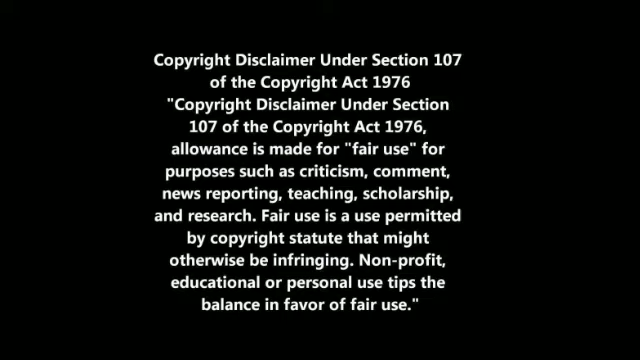 Copyright Disclaimer Under Section 107
of the Copyright Act 1976
"Copyright Disclaimer Under Section
107 of the Copyright Act 1976,
allowance is made for "fair use" for
purposes such as criticism, comment,
news reporting, teaching, scholarship,
and research. Fair use is a use permitted
by copyright statute that might
otherwise be infringing. Non-profit,
educational or personal use tips the
balance in favor of fair use."